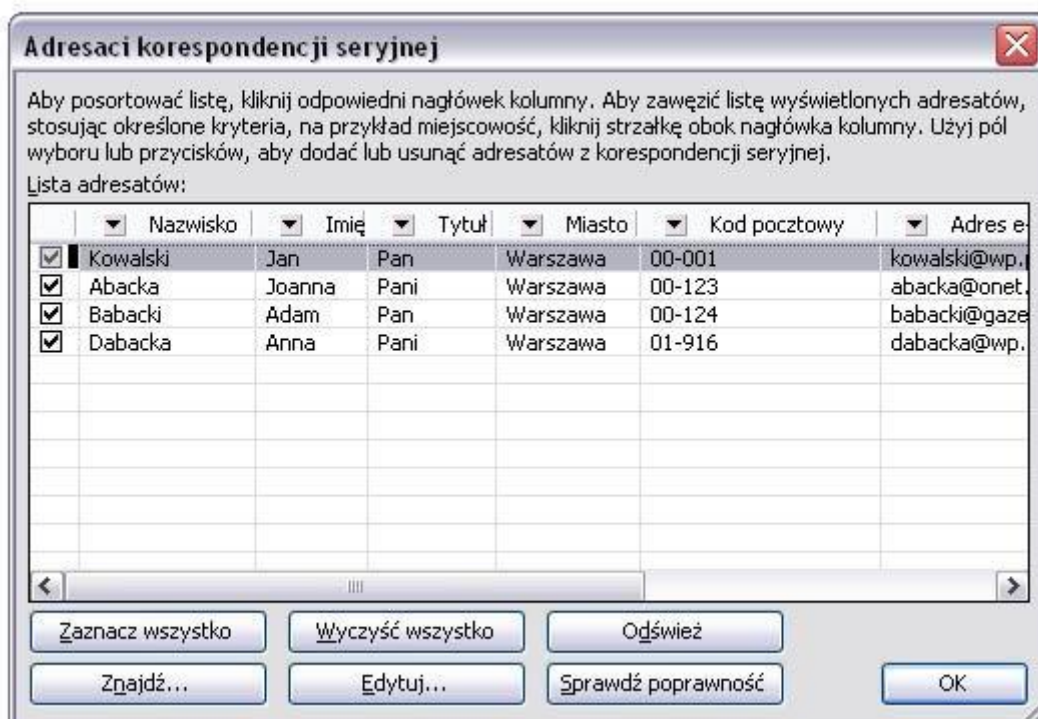 Adresaci korespondencji seryjnej
Aby posortować listę, kliknij odpowiedni nagłówek kolumny. Aby zawęzić listę wyświetlonych adresatów,
stosując określone kryteria, na przykład miejscowość, kliknij strzałkę obok nagłówka kolumny. Użyj pól
wyboru lub przycisków, aby dodać lub usunąć adresatów z korespondencji seryjnej.
Lista adresatów:
Nazwisko Imię Tytuł Miasto Kod pocztowy Adres e-
Kowalski Jan Pan Warszawa 00-001 kowalski@wp.p
Abacka Joanna Pani Warszawa 00-123 abacka@onet.
Babacki Adam Pan Warszawa 00-124 babacki@gaze
Dabacka Anna Pani Warszawa 01-916 dabacka@wp.
Zaznacz wszystko Wyczyść wszystko Odśwież
Znajdź... Edytuj... Sprawdź poprawność OK